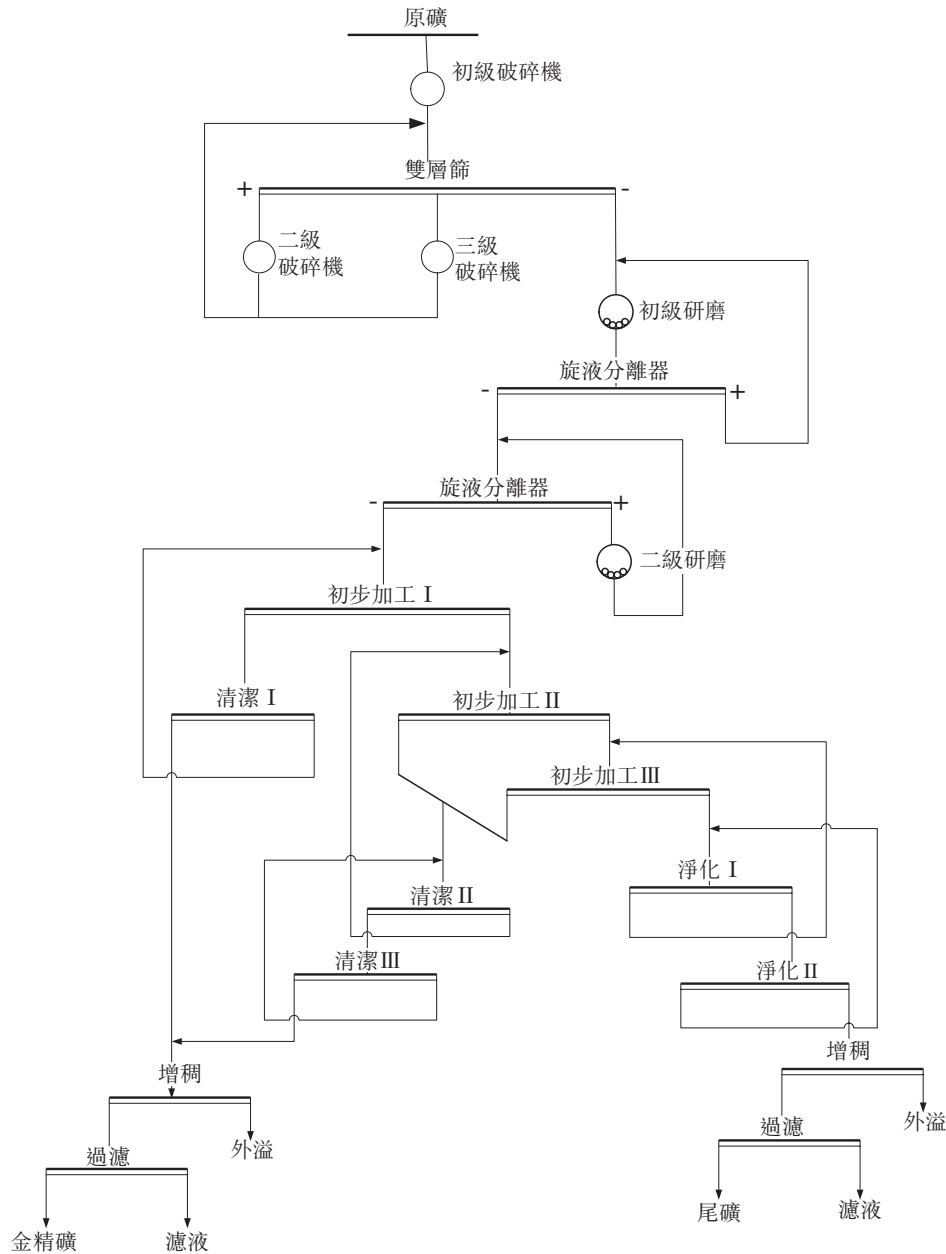 原礦
初級破碎機
雙層篩
+
-
二級
破碎機
三級
破碎機
初級研磨
旋液分離器
-
+
旋液分離器
-
+
二級研磨
初步加工 I
清潔 I
初步加工 II
初步加工 III
清潔 II
淨化 I
清潔 III
淨化 II
增稠
增稠
外溢
外溢
過濾
過濾
尾礦
濾液
金精礦
濾液